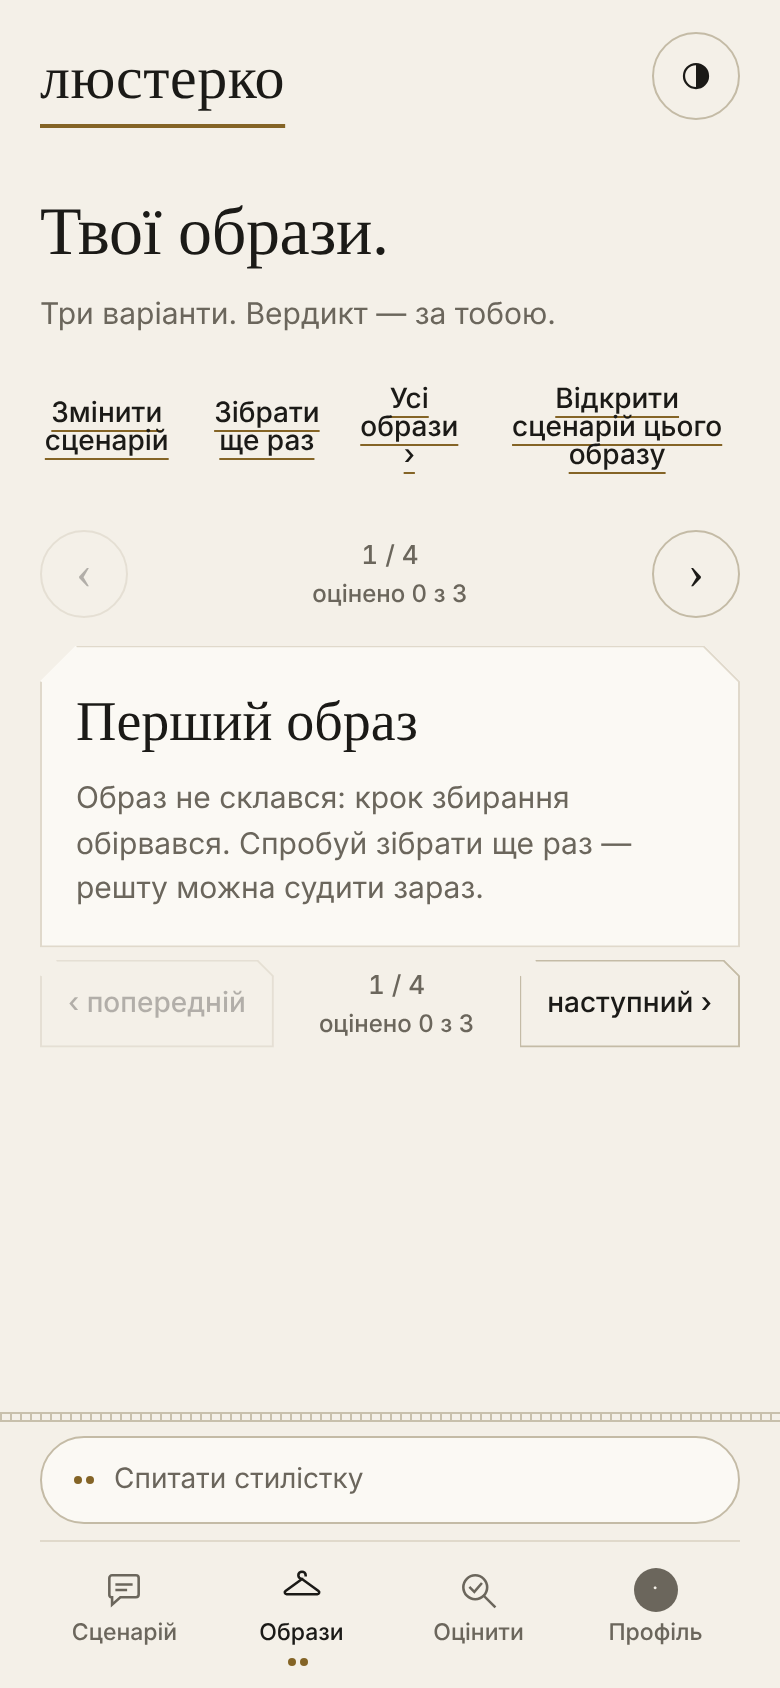 люстерко
Твої образи.
Три варіанти. Вердикт — за тобою.
Змінити
сценарій
Зібрати
ще раз
Усі
образи
›
Відкрити
сценарій цього
образу
‹
1 / 4
оцінено 0 з 3
›
Перший образ
Образ не склався: крок збирання
обірвався. Спробуй зібрати ще раз —
решту можна судити зараз.
‹ попередній
1 / 4
оцінено 0 з 3
наступний ›
Спитати стилістку
Сценарій
Образи
Оцінити
Профіль